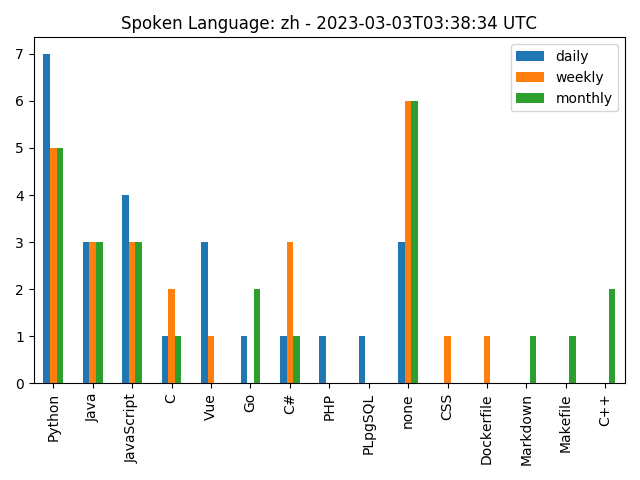 Spoken Language: zh - 2023-03-03T03:38:34 UTC
daily
weekly
monthly
7
6
5
4
3
2
1
0
Python
Java
JavaScript
C
Vue
Go
C#
PHP
PLpgSQL
none
CSS
Dockerfile
Markdown
Makefile
C++